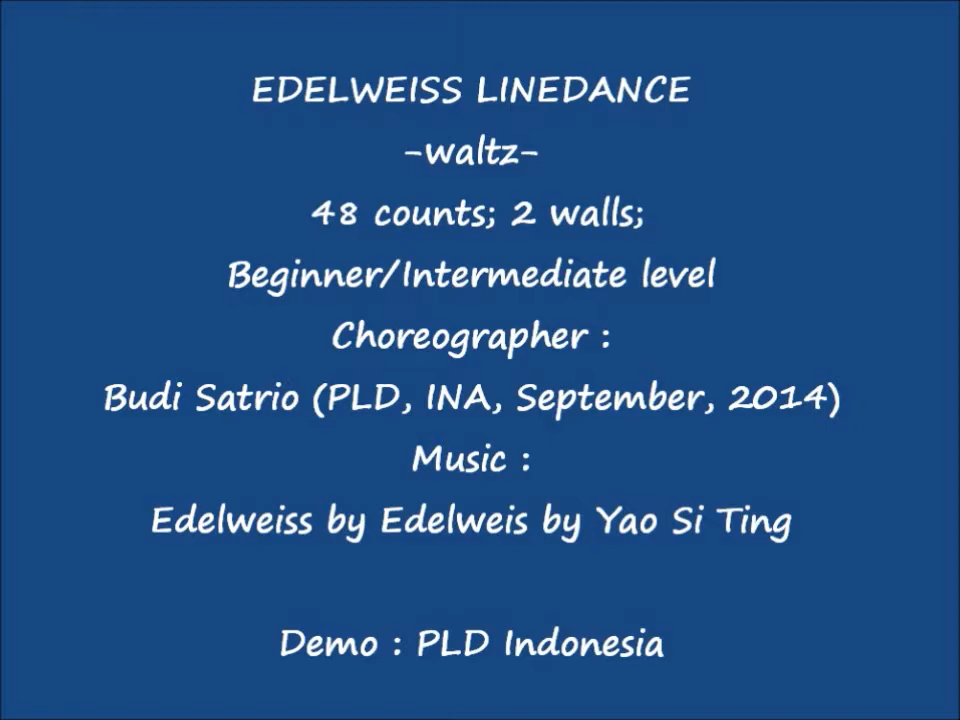 EDELWEISS LINEDANCE
-waltz-
48 counts; 2 walls;
Beginner/Intermediate level
Choreographer :
Budi Satrio (PLD, INA, September, 2014)
Music :
Edelweiss by Edelweis by Yao Si Ting
Demo : PLD Indonesia